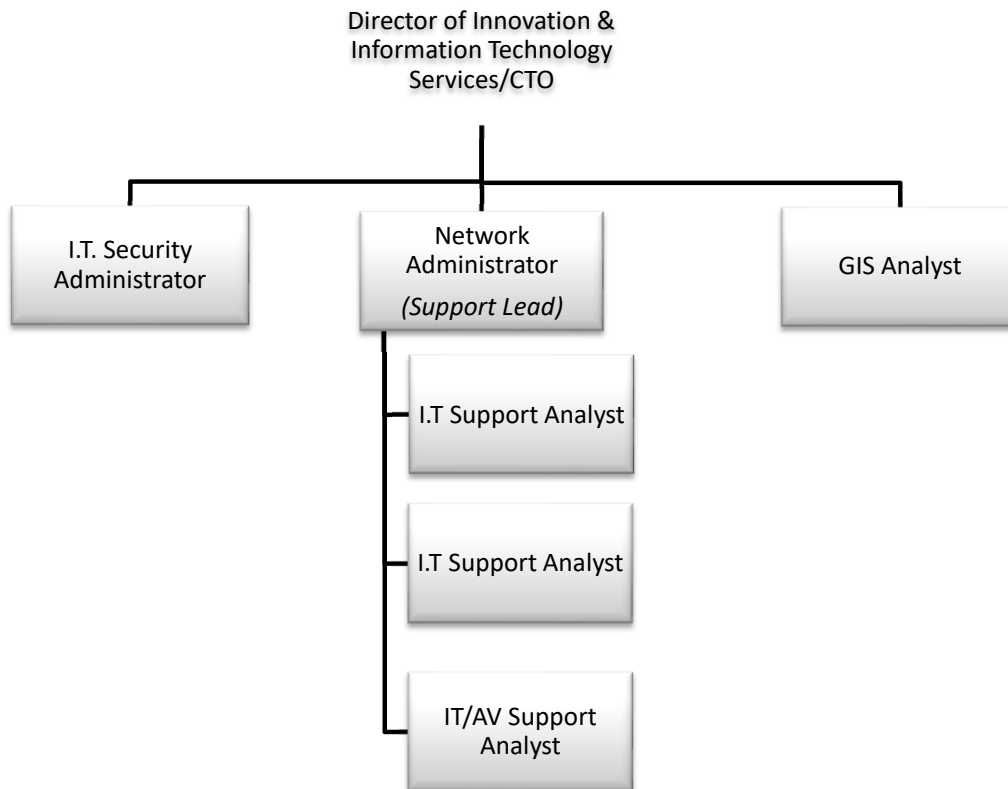 Director of Innovation &
Information Technology
Services/CTO
I.T. Security
Administrator
Network
Administrator
(Support Lead)
GIS Analyst
I.T Support Analyst
I.T Support Analyst
IT/AV Support
Analyst